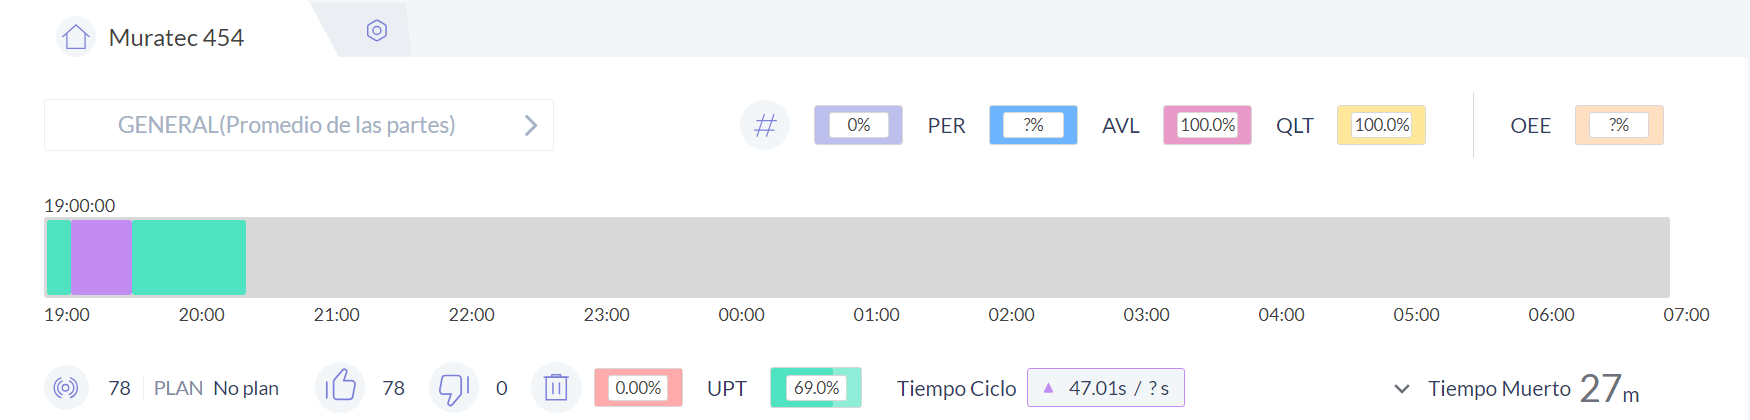 Muratec 454
GENERAL(Promedio de las partes)
# 0% PER ?% AVL 100.0% QLT 100.0% OEE ?%
19:00:00
19:00 20:00 21:00 22:00 23:00 00:00 01:00 02:00 03:00 04:00 05:00 06:00 07:00
78 PLAN No plan 78 0 0.00% UPT 69.0% Tiempo Ciclo 47.01s / ? s Tiempo Muerto 27m